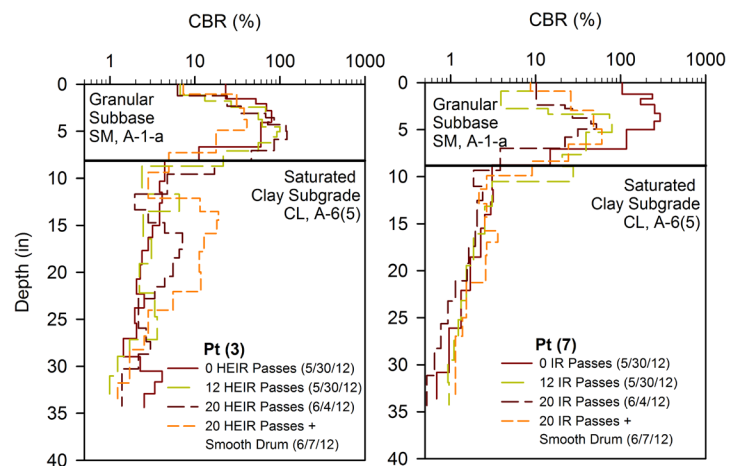 CBR (%)
1 10 100 1000
0
5
10
15
20
25
30
35
40
Depth (in)
Granular
Subbase
SM, A-1-a
Saturated
Clay Subgrade
CL, A-6(5)
Pt (3)
0 HEIR Passes (5/30/12)
12 HEIR Passes (5/30/12)
20 HEIR Passes (6/4/12)
20 HEIR Passes +
Smooth Drum (6/7/12)
CBR (%)
1 10 100 1000
0
5
10
15
20
25
30
35
40
Granular
Subbase
SM, A-1-a
Saturated
Clay Subgrade
CL, A-6(5)
Pt (7)
0 IR Passes (5/30/12)
12 IR Passes (5/30/12)
20 IR Passes (6/4/12)
20 IR Passes +
Smooth Drum (6/7/12)